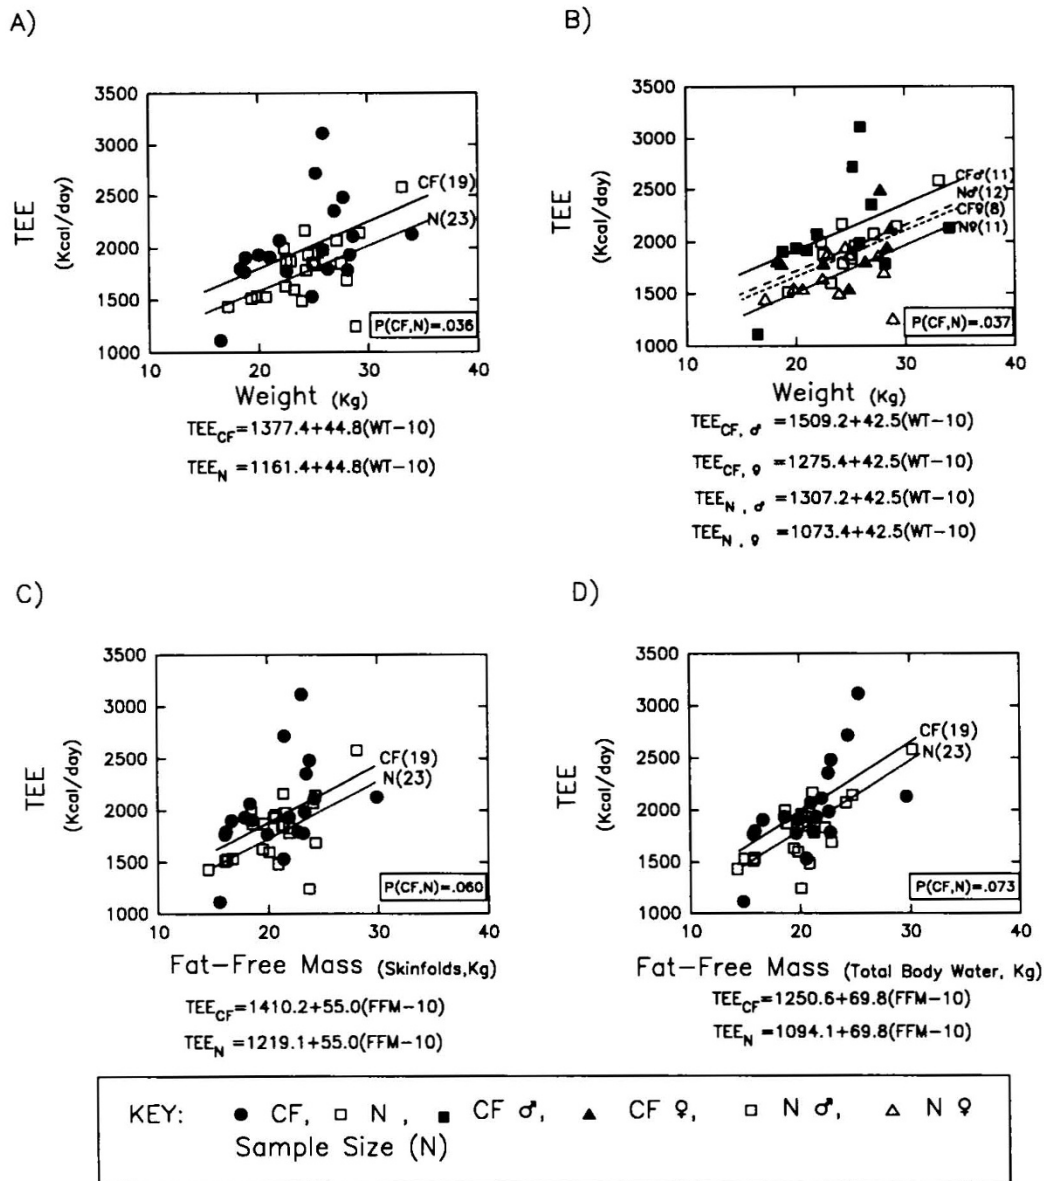 A)
3500
3000
2500
2000
1500
1000
TEE
(Kcal/day)
CF(19)
N(23)
P(CF,N)=.036
10 20 30 40
Weight (Kg)
TEE_CF=1377.4+44.8(WT-10)
TEE_N =1161.4+44.8(WT-10)
B)
3500
3000
2500
2000
1500
1000
TEE
(Kcal/day)
CF♂(11)
N♂(12)
CF♀(8)
N♀(11)
P(CF,N)=.037
10 20 30 40
Weight (Kg)
TEE_CF, ♂ =1509.2+42.5(WT-10)
TEE_CF, ♀ =1275.4+42.5(WT-10)
TEE_N , ♂ =1307.2+42.5(WT-10)
TEE_N , ♀ =1073.4+42.5(WT-10)
C)
3500
3000
2500
2000
1500
1000
TEE
(Kcal/day)
CF(19)
N(23)
P(CF,N)=.060
10 20 30 40
Fat-Free Mass (Skinfolds,Kg)
TEE_CF=1410.2+55.0(FFM-10)
TEE_N=1219.1+55.0(FFM-10)
D)
3500
3000
2500
2000
1500
1000
TEE
(Kcal/day)
CF(19)
N(23)
P(CF,N)=.073
10 20 30 40
Fat-Free Mass (Total Body Water, Kg)
TEE_CF=1250.6+69.8(FFM-10)
TEE_N=1094.1+69.8(FFM-10)
KEY: ● CF, □ N , ■ CF ♂, ▲ CF ♀, □ N ♂, △ N ♀
Sample Size (N)